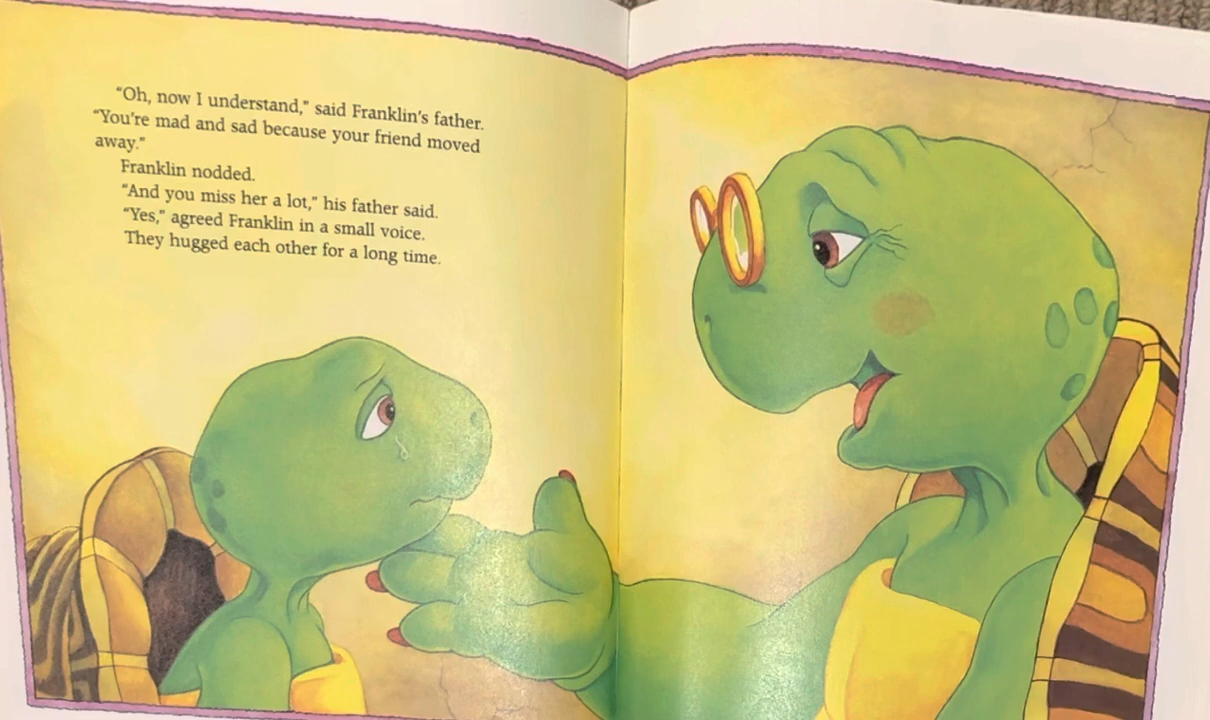 “Oh, now I understand,” said Franklin’s father.
“You’re mad and sad because your friend moved
away.”
Franklin nodded.
“And you miss her a lot,” his father said.
“Yes,” agreed Franklin in a small voice.
They hugged each other for a long time.